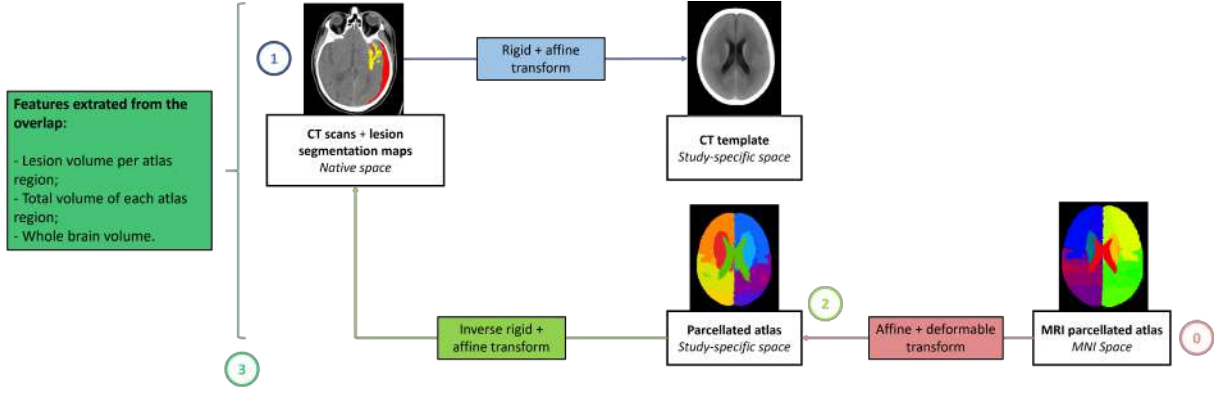 1
Rigid + affine
transform
Features extrated from the
overlap:
- Lesion volume per atlas
region;
- Total volume of each atlas
region;
- Whole brain volume.
CT scans + lesion
segmentation maps
Native space
CT template
Study-specific space
2
Inverse rigid +
affine transform
Parcellated atlas
Study-specific space
Affine + deformable
transform
MRI parcellated atlas
MNI Space
0
3